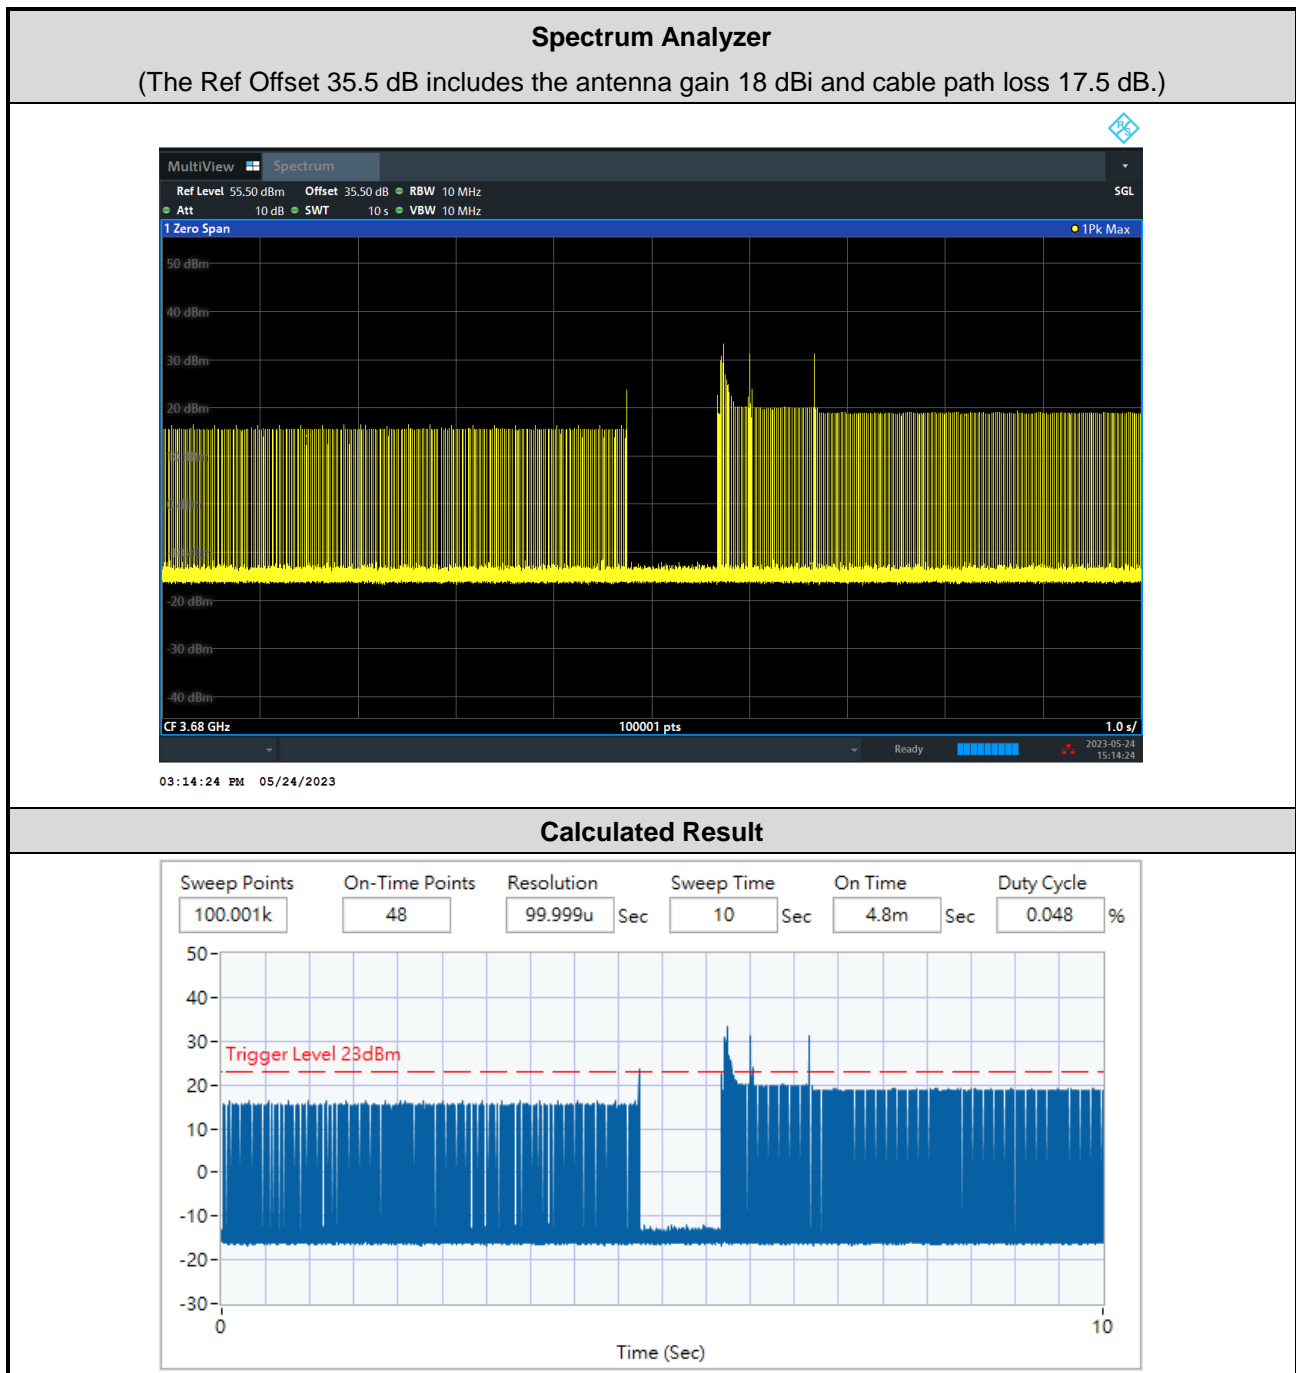 Spectrum Analyzer
(The Ref Offset 35.5 dB includes the antenna gain 18 dBi and cable path loss 17.5 dB.)
R&S
MultiView Spectrum
Ref Level 55.50 dBm Offset 35.50 dB RBW 10 MHz SGL
Att 10 dB SWT 10 s VBW 10 MHz
1 Zero Span 1Pk Max
50 dBm
40 dBm
30 dBm
20 dBm
-20 dBm
-30 dBm
-40 dBm
CF 3.68 GHz 100001 pts 1.0 s/
Ready 2023-05-24
15:14:24
03:14:24 PM 05/24/2023
Calculated Result
Sweep Points On-Time Points Resolution Sweep Time On Time Duty Cycle
100.001k 48 99.999u Sec 10 Sec 4.8m Sec 0.048 %
50
40
30
Trigger Level 23dBm
20
10
0
-10
-20
-30
0 10
Time (Sec)